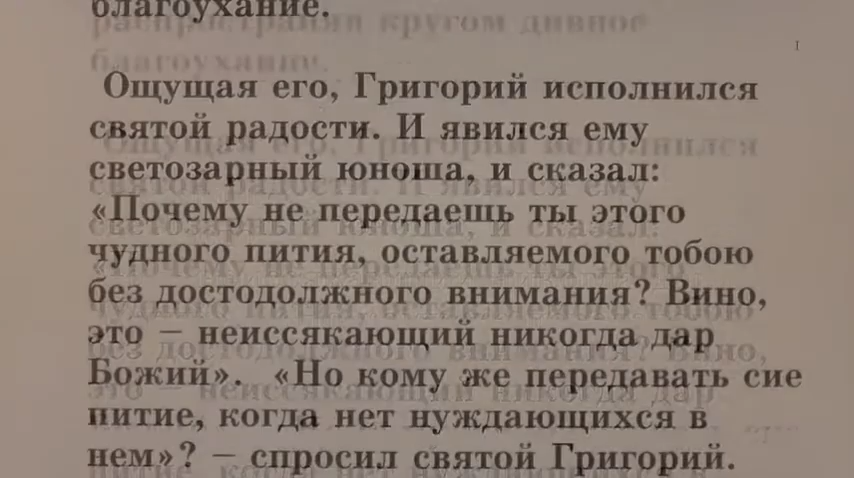 благоухание.
Ощущая его, Григорий исполнился
святой радости. И явился ему
светозарный юноша, и сказал:
«Почему не передаешь ты этого
чудного пития, оставляемого тобою
без достодолжного внимания? Вино,
это – неиссякающий никогда дар
Божий». «Но кому же передавать сие
питие, когда нет нуждающихся в
нем»? – спросил святой Григорий.